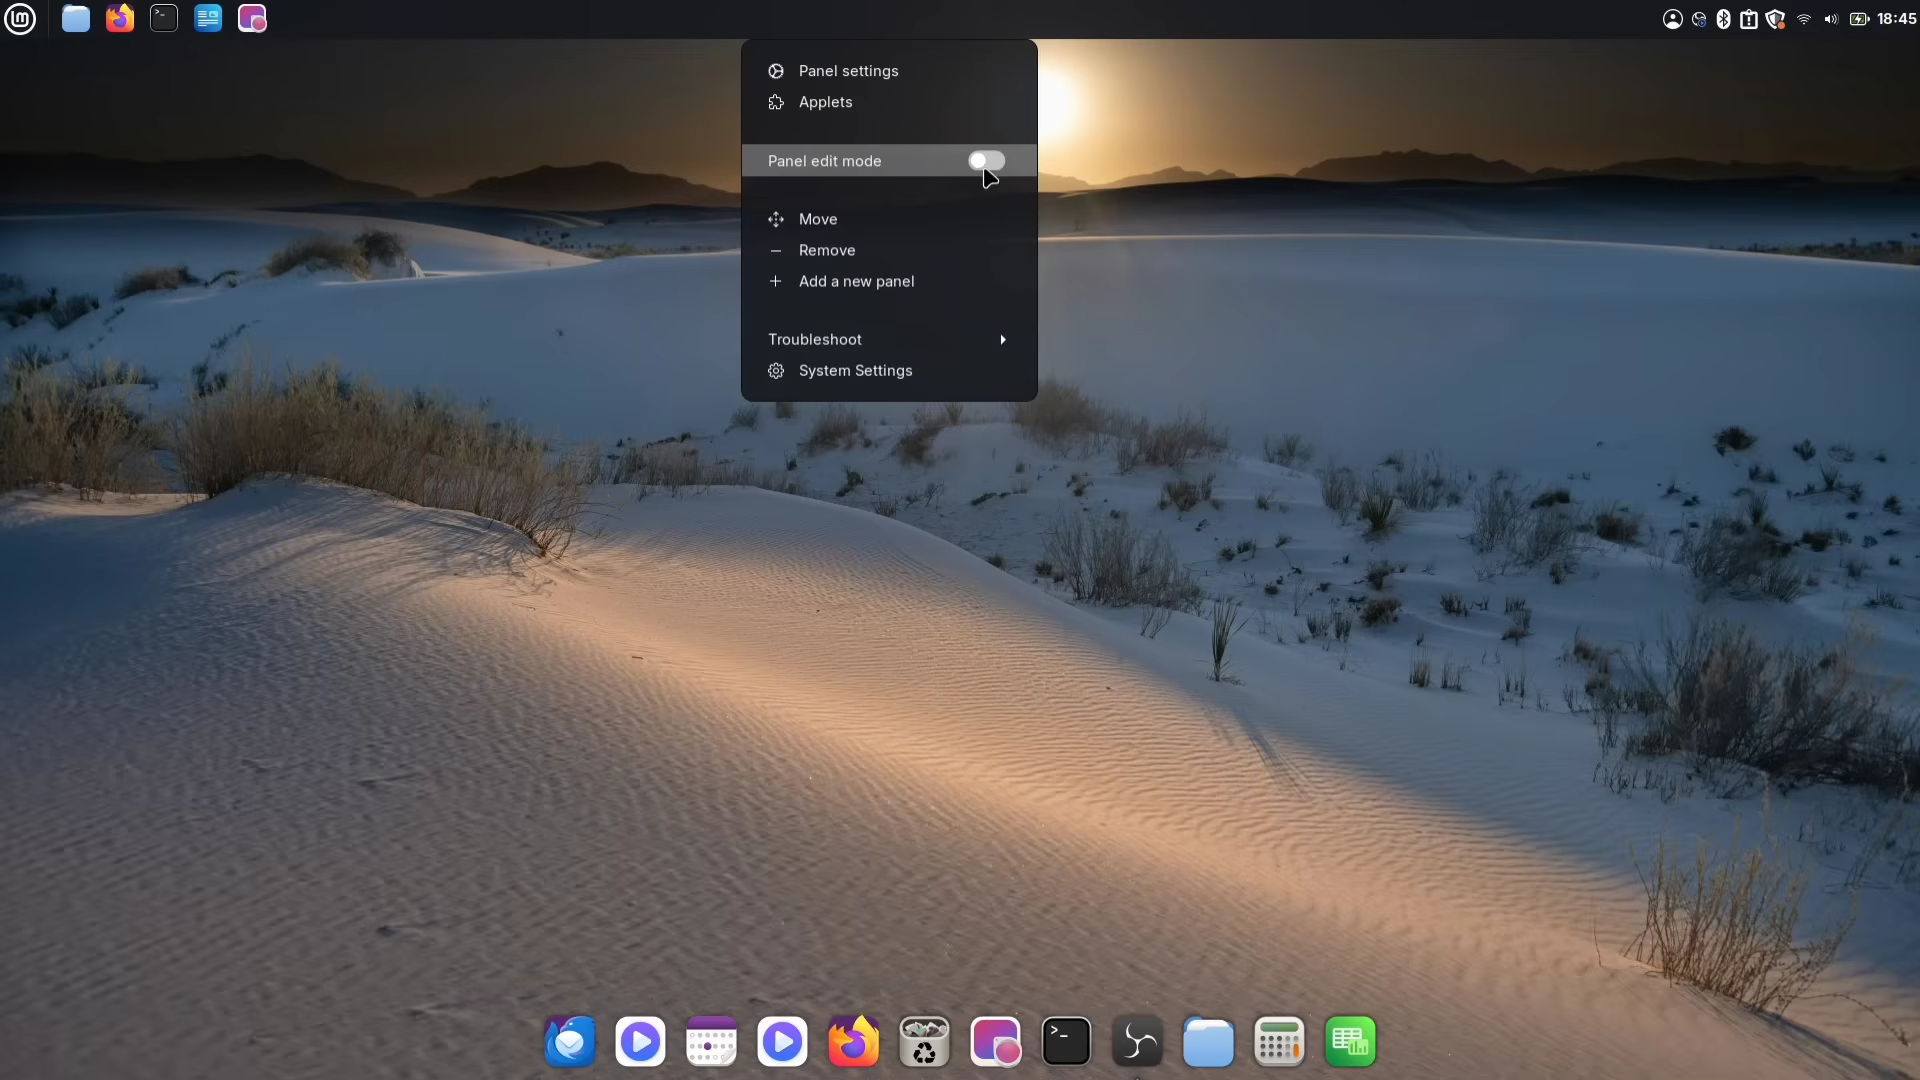 18:45
Panel settings
Applets
Panel edit mode
Move
Remove
Add a new panel
Troubleshoot
System Settings